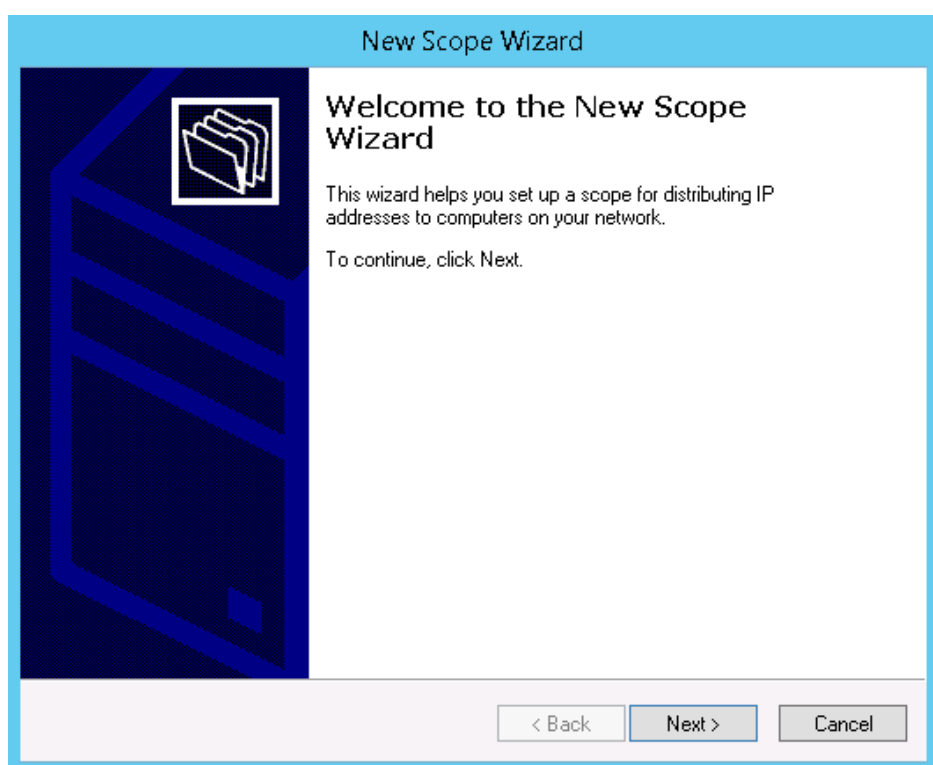 New Scope Wizard
Welcome to the New Scope
Wizard
This wizard helps you set up a scope for distributing IP
addresses to computers on your network.
To continue, click Next.
< Back
Next >
Cancel